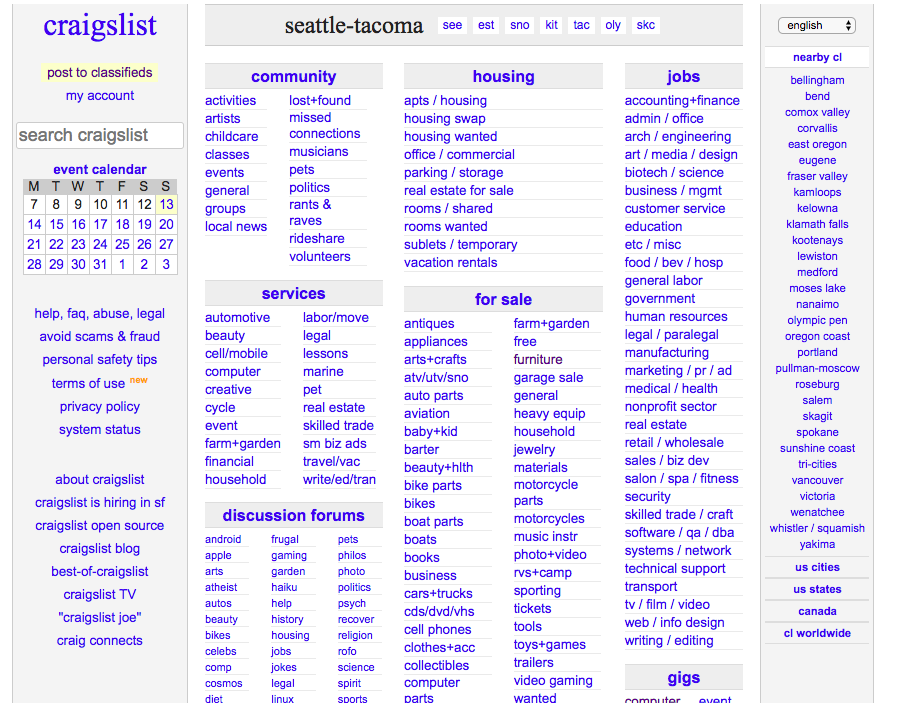 craigslist
post to classifieds
my account
search craigslist
event calendar
M T W T F S S
7 8 9 10 11 12 13
14 15 16 17 18 19 20
21 22 23 24 25 26 27
28 29 30 31 1 2 3
help, faq, abuse, legal
avoid scams & fraud
personal safety tips
terms of use new
privacy policy
system status
about craigslist
craigslist is hiring in sf
craigslist open source
craigslist blog
best-of-craigslist
craigslist TV
"craigslist joe"
craig connects
seattle-tacoma see est sno kit tac oly skc
community
activities
artists
childcare
classes
events
general
groups
local news
lost+found
missed
connections
musicians
pets
politics
rants &
raves
rideshare
volunteers
services
automotive
beauty
cell/mobile
computer
creative
cycle
event
farm+garden
financial
household
labor/move
legal
lessons
marine
pet
real estate
skilled trade
sm biz ads
travel/vac
write/ed/tran
discussion forums
android
apple
arts
atheist
autos
beauty
bikes
celebs
comp
cosmos
diet
frugal
gaming
garden
haiku
help
history
housing
jobs
jokes
legal
linux
pets
philos
photo
politics
psych
recover
religion
rofo
science
spirit
sports
housing
apts / housing
housing swap
housing wanted
office / commercial
parking / storage
real estate for sale
rooms / shared
rooms wanted
sublets / temporary
vacation rentals
for sale
antiques
appliances
arts+crafts
atv/utv/sno
auto parts
aviation
baby+kid
barter
beauty+hlth
bike parts
bikes
boat parts
boats
books
business
cars+trucks
cds/dvd/vhs
cell phones
clothes+acc
collectibles
computer
parts
farm+garden
free
furniture
garage sale
general
heavy equip
household
jewelry
materials
motorcycle
parts
motorcycles
music instr
photo+video
rvs+camp
sporting
tickets
tools
toys+games
trailers
video gaming
wanted
jobs
accounting+finance
admin / office
arch / engineering
art / media / design
biotech / science
business / mgmt
customer service
education
etc / misc
food / bev / hosp
general labor
government
human resources
legal / paralegal
manufacturing
marketing / pr / ad
medical / health
nonprofit sector
real estate
retail / wholesale
sales / biz dev
salon / spa / fitness
security
skilled trade / craft
software / qa / dba
systems / network
technical support
transport
tv / film / video
web / info design
writing / editing
gigs
computer event
english
nearby cl
bellingham
bend
comox valley
corvallis
east oregon
eugene
fraser valley
kamloops
kelowna
klamath falls
kootenays
lewiston
medford
moses lake
nanaimo
olympic pen
oregon coast
portland
pullman-moscow
roseburg
salem
skagit
spokane
sunshine coast
tri-cities
vancouver
victoria
wenatchee
whistler / squamish
yakima
us cities
us states
canada
cl worldwide